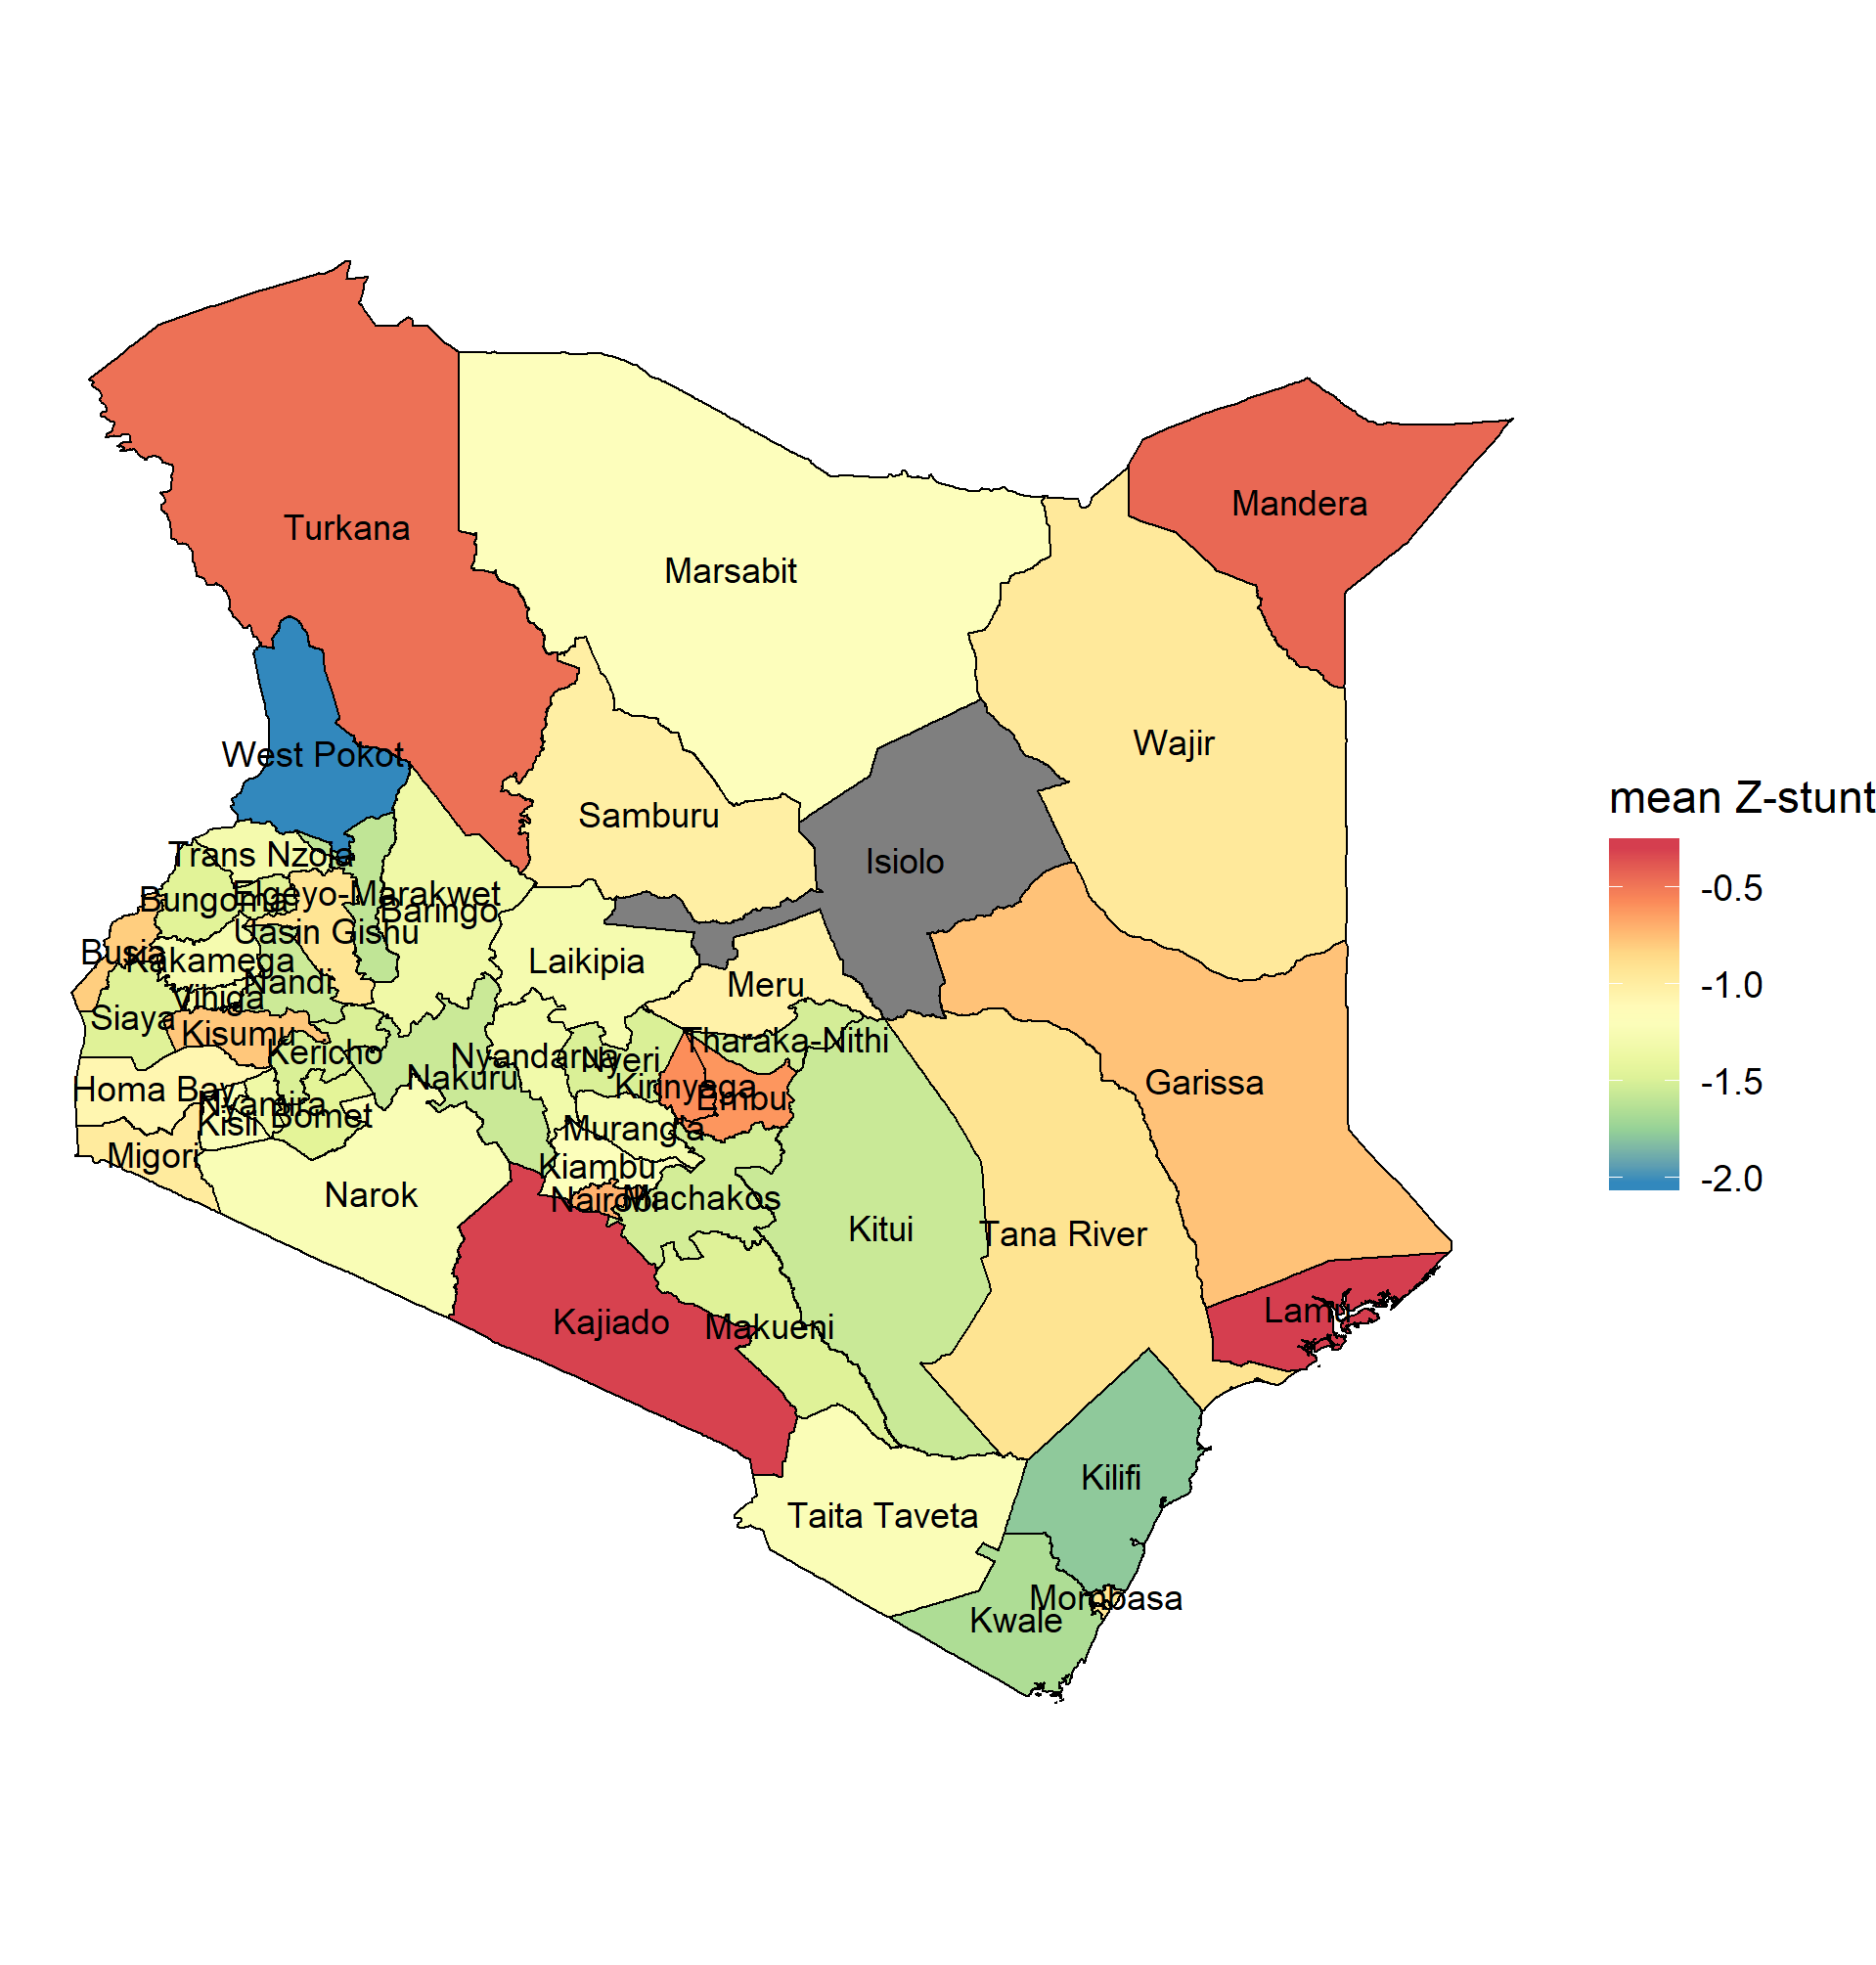 Turkana
Mandera
Marsabit
Wajir
West Pokot
Samburu
Isiolo
Trans Nzoia
Elgeyo-Marakwet
Bungoma
Baringo
Uasin Gishu
Busia
Kakamega
Laikipia
Nandi
Meru
Vihiga
Siaya
Kisumu
Tharaka-Nithi
Kericho
Nyandarua
Nyeri
Nakuru
Garissa
Homa Bay
Kirinyaga
Embu
Nyamira
Bomet
Kisii
Murang'a
Migori
Kiambu
Narok
Nairobi
Machakos
Kitui
Tana River
Lamu
Kajiado
Makueni
Kilifi
Taita Taveta
Mombasa
Kwale
mean Z-stunt
-0.5
-1.0
-1.5
-2.0